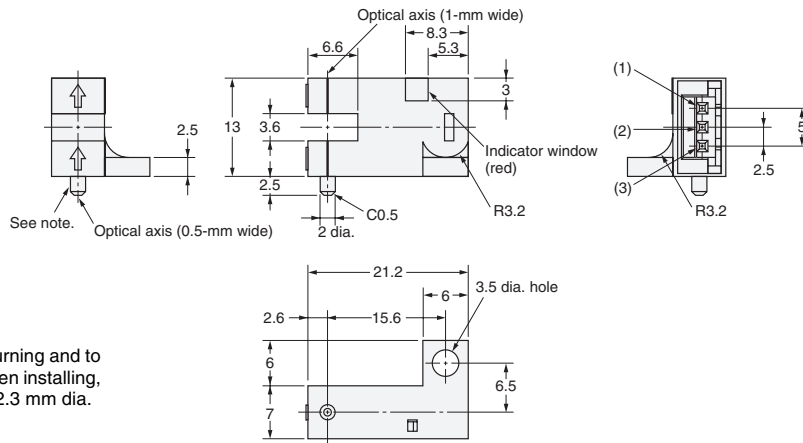 Optical axis (1-mm wide)
8.3
6.6
5.3
(1)
3
2.5
13
3.6
(2)
5
Indicator window
(red)
2.5
2.5
(3)
C0.5
R3.2
R3.2
See note.
Optical axis (0.5-mm wide)
2 dia.
21.2
6
3.5 dia. hole
2.6
15.6
urning and to
6
en installing,
6.5
2.3 mm dia.
7